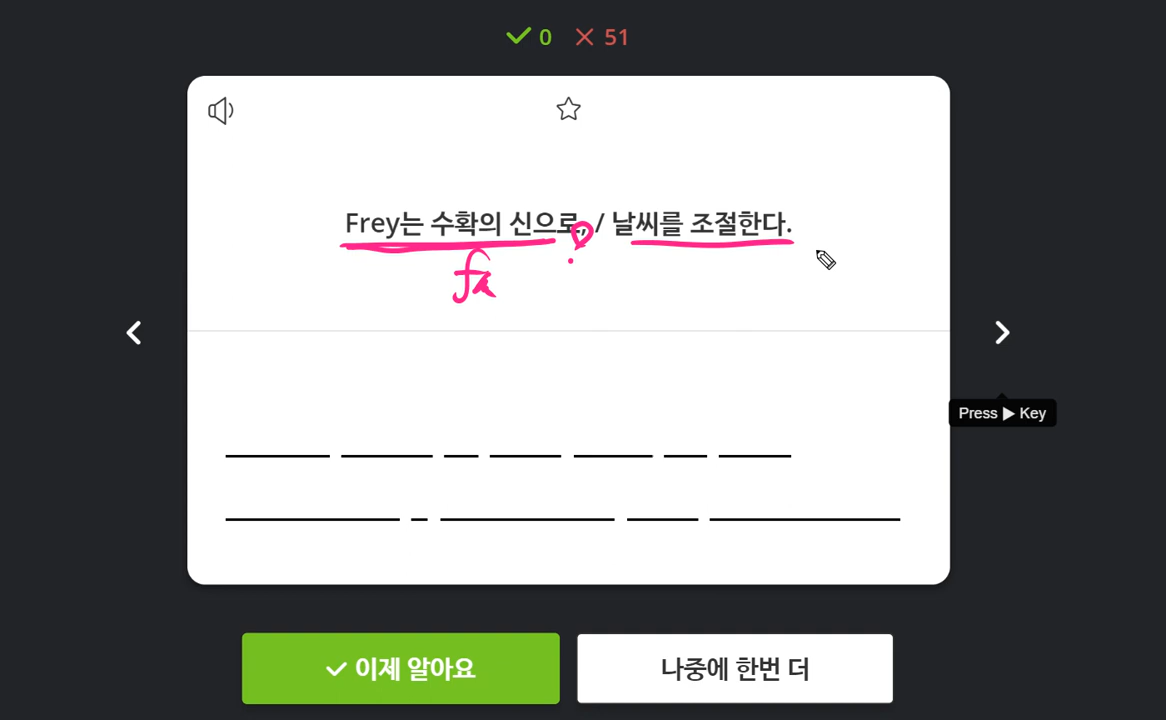 0 51
Frey는 수확의 신으로, / 날씨를 조절한다.
fa
Press ▶ Key
이제 알아요
나중에 한번 더